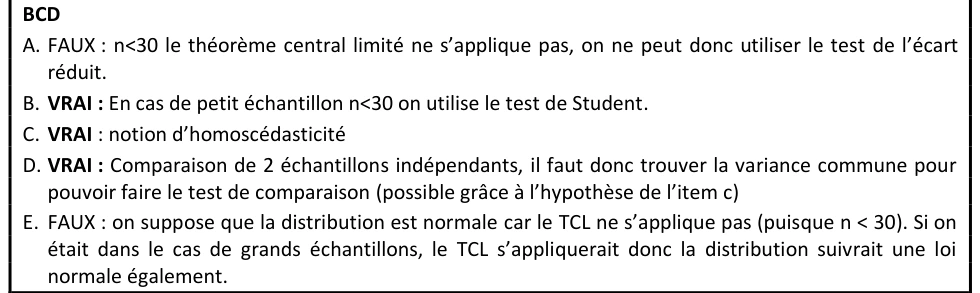 BCD
A. FAUX : n<30 le théorème central limité ne s'applique pas, on ne peut donc utiliser le test de l'écart
réduit.
B. VRAI : En cas de petit échantillon n<30 on utilise le test de Student.
C. VRAI : notion d'homoscédasticité
D. VRAI : Comparaison de 2 échantillons indépendants, il faut donc trouver la variance commune pour
pouvoir faire le test de comparaison (possible grâce à l'hypothèse de l'item c)
E. FAUX : on suppose que la distribution est normale car le TCL ne s'applique pas (puisque n < 30). Si on
était dans le cas de grands échantillons, le TCL s'appliquerait donc la distribution suivrait une loi
normale également.